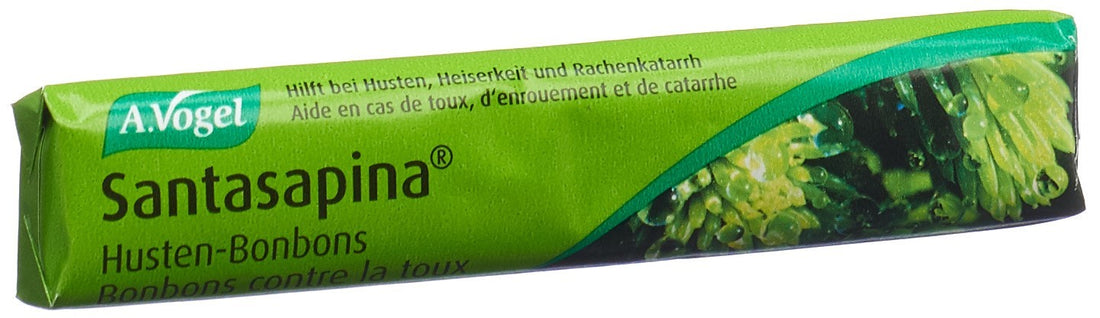 A.Vogel
Hilft bei Husten, Heiserkeit und Rachenkatarrh
Aide en cas de toux, d'enrouement et de catarrhe
Santasapina®
Husten-Bonbons
Bonbons contre la toux